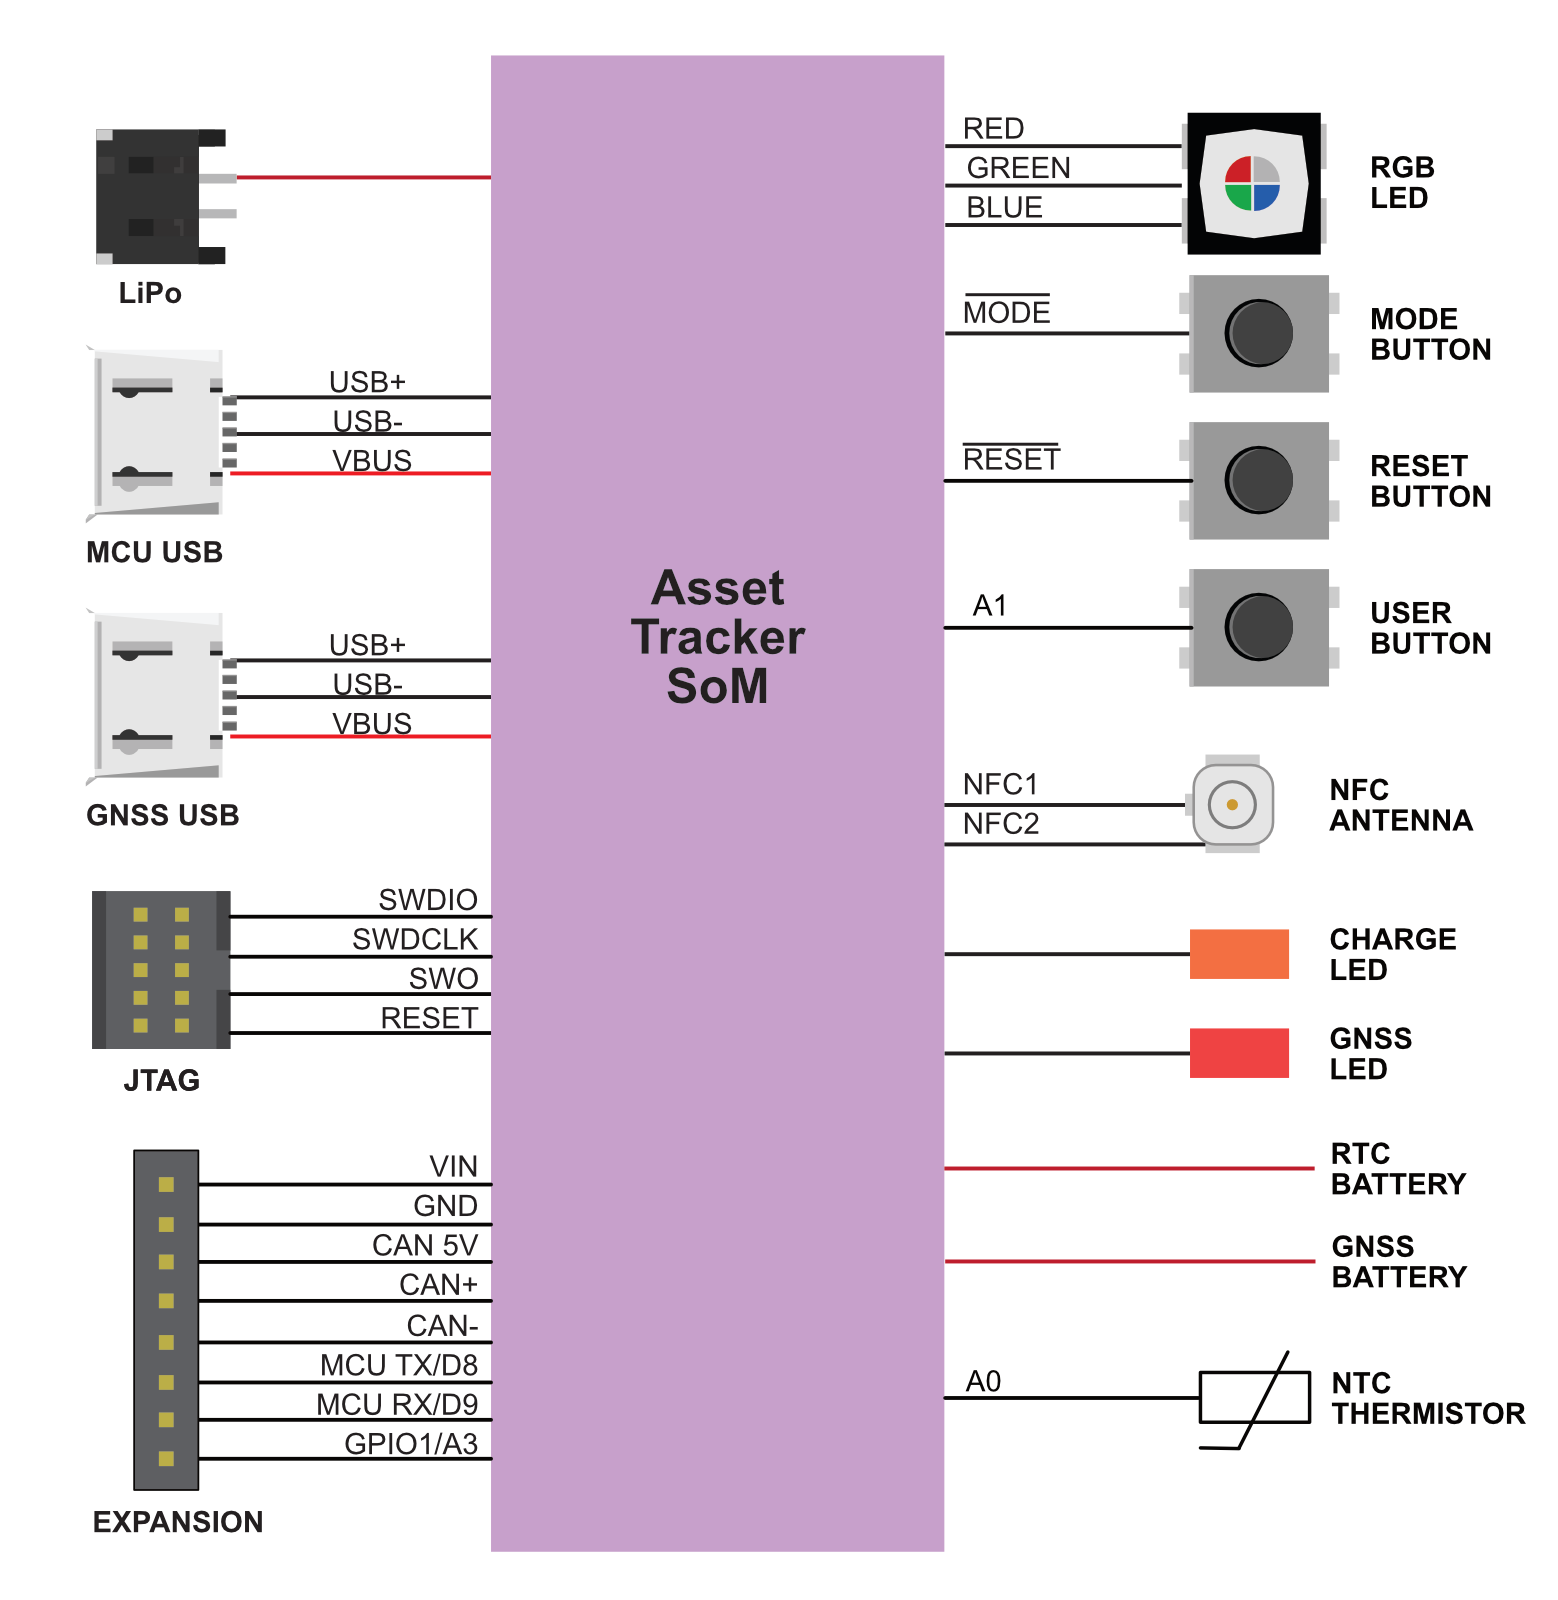 LiPo
USB+
USB-
VBUS
MCU USB
USB+
USB-
VBUS
GNSS USB
SWDIO
SWDCLK
SWO
RESET
JTAG
VIN
GND
CAN 5V
CAN+
CAN-
MCU TX/D8
MCU RX/D9
GPIO1/A3
EXPANSION
Asset
Tracker
SoM
RED
GREEN
BLUE
RGB
LED
MODE
MODE
BUTTON
RESET
RESET
BUTTON
A1
USER
BUTTON
NFC1
NFC2
NFC
ANTENNA
CHARGE
LED
GNSS
LED
RTC
BATTERY
GNSS
BATTERY
A0
NTC
THERMISTOR